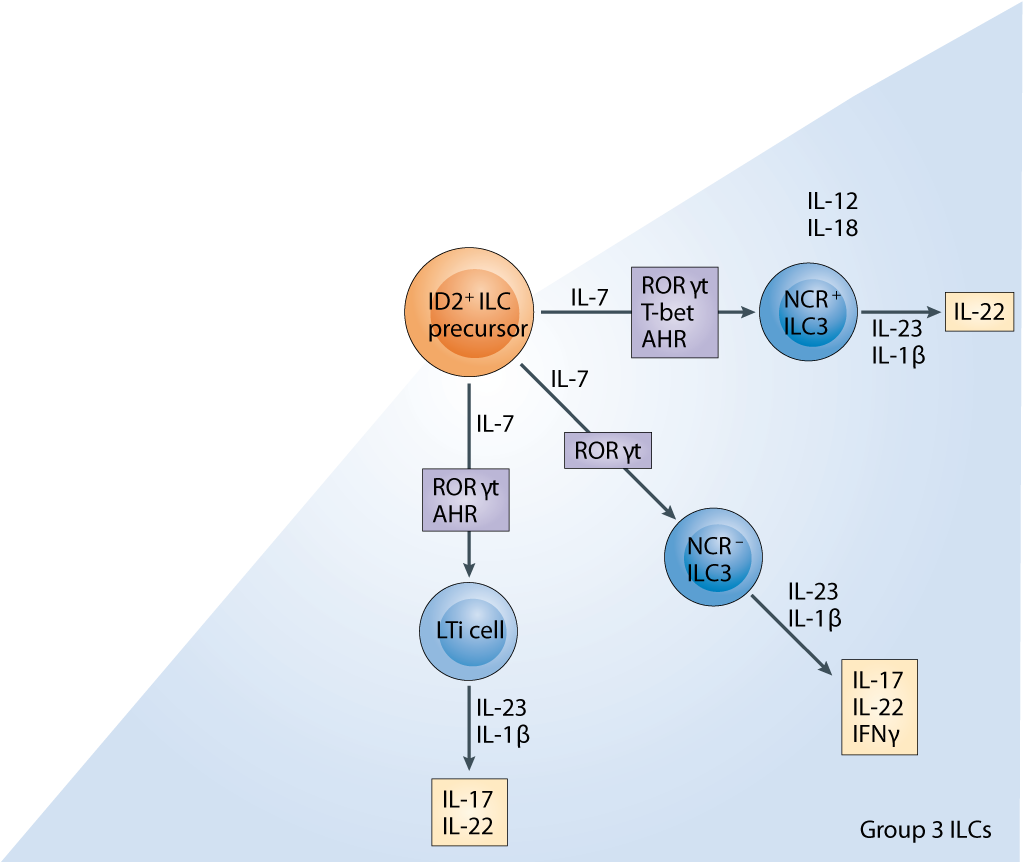 IL-12
IL-18
ID2⁺ ILC
precursor
IL-7
ROR γt
T-bet
AHR
NCR⁺
ILC3
IL-23
IL-1β
IL-22
IL-7
ROR γt
NCR⁻
ILC3
IL-23
IL-1β
IL-17
IL-22
IFNγ
IL-7
ROR γt
AHR
LTi cell
IL-23
IL-1β
IL-17
IL-22
Group 3 ILCs